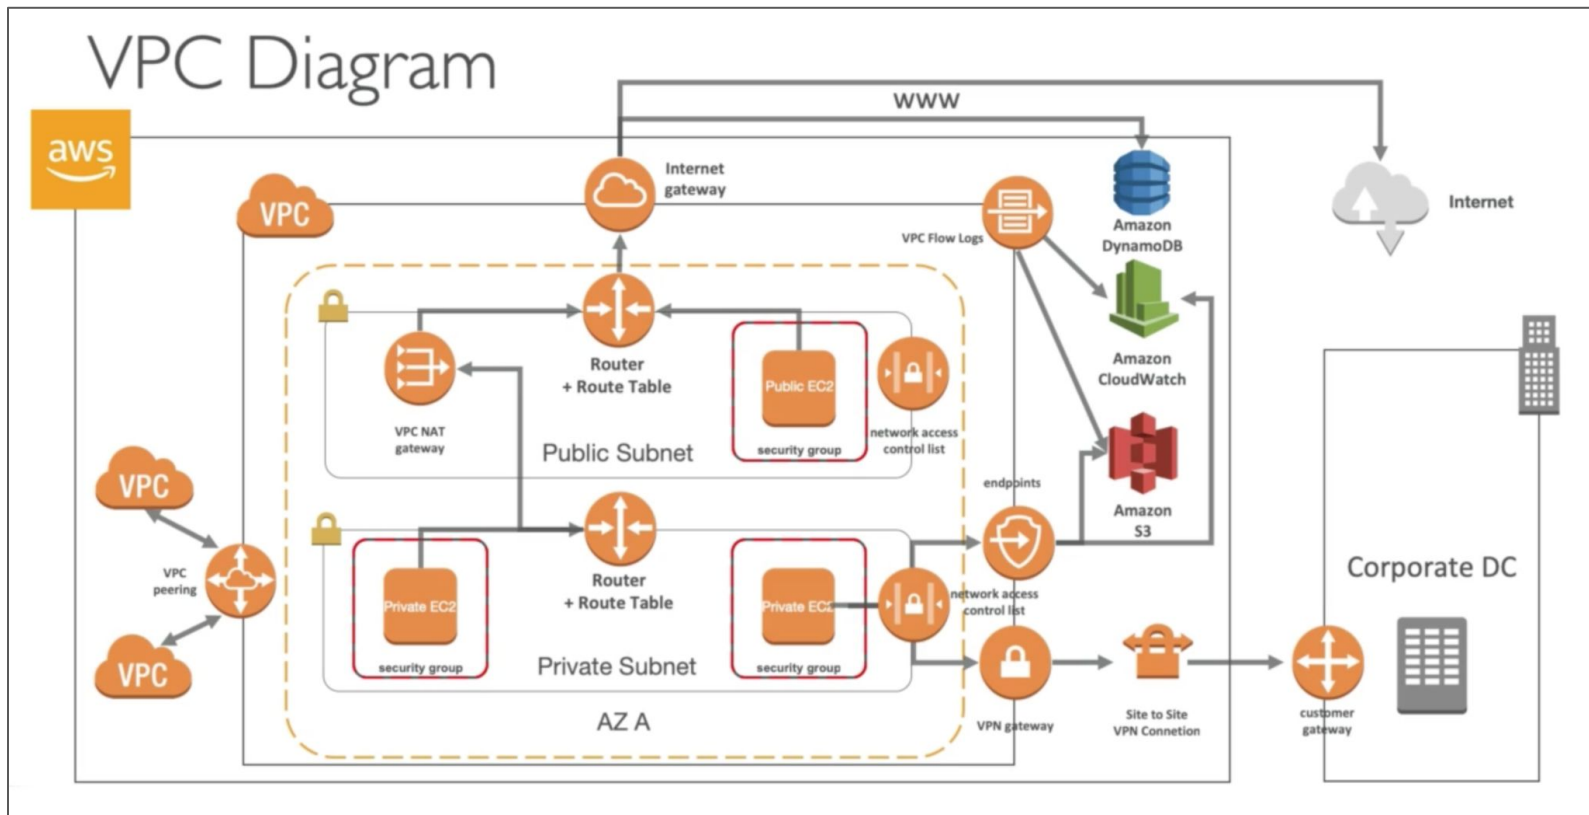 VPC Diagram
aws
www
Internet
gateway
VPC
VPC Flow Logs
Amazon
DynamoDB
Internet
Router
+ Route Table
Public EC2
security group
network access
control list
VPC NAT
gateway
Public Subnet
Amazon
CloudWatch
VPC
VPC
peering
VPC
endpoints
Amazon
S3
Router
+ Route Table
Private EC2
security group
Private EC2
security group
network access
control list
Private Subnet
AZ A
VPN gateway
Site to Site
VPN Connetion
customer
gateway
Corporate DC